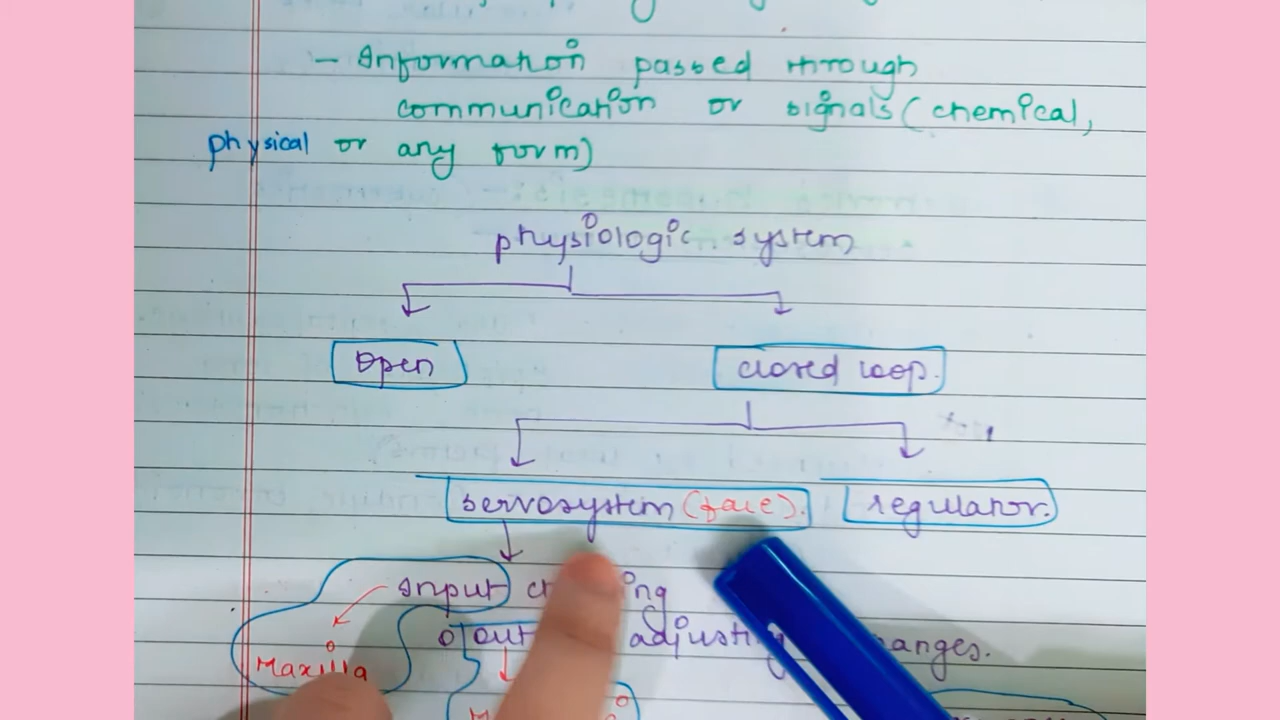 - Information passed through
communication or signals (chemical,
physical or any form)
physiologic system
Open
closed loop.
servosystem (face).
regulator.
Input
adjusting
Maxilla